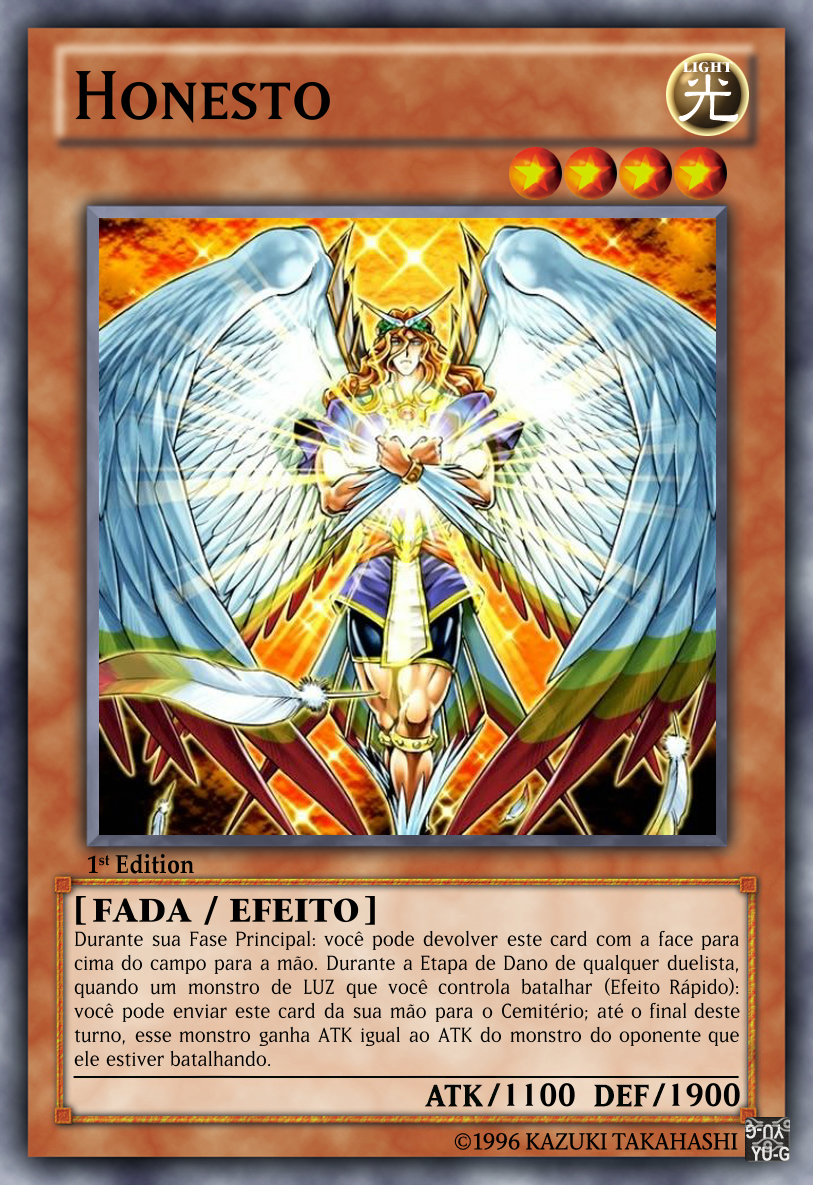 Honesto
LIGHT
光
1st Edition
[ FADA / EFEITO ]
Durante sua Fase Principal: você pode devolver este card com a face para
cima do campo para a mão. Durante a Etapa de Dano de qualquer duelista,
quando um monstro de LUZ que você controla batalhar (Efeito Rápido):
você pode enviar este card da sua mão para o Cemitério; até o final deste
turno, esse monstro ganha ATK igual ao ATK do monstro do oponente que
ele estiver batalhando.
ATK/1100 DEF/1900
©1996 KAZUKI TAKAHASHI
YU-G